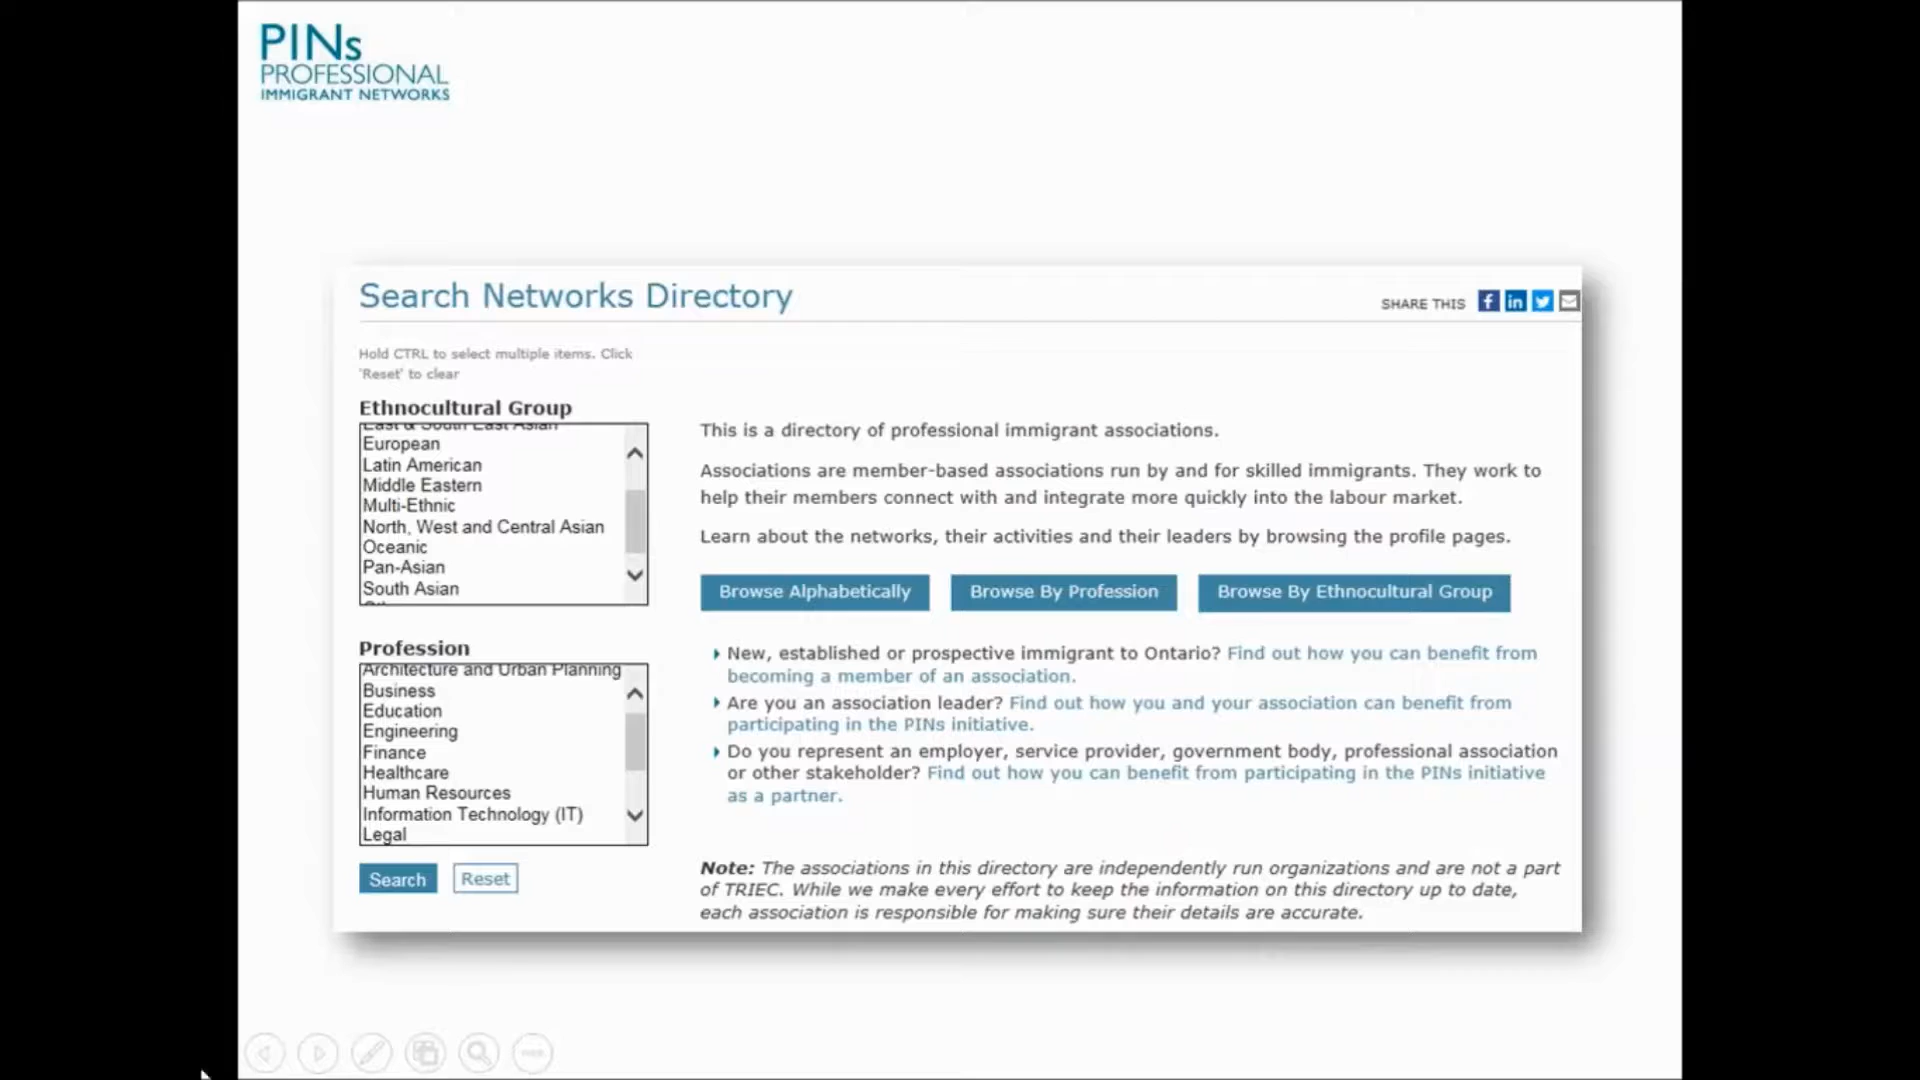 PINs
PROFESSIONAL
IMMIGRANT NETWORKS
Search Networks Directory
SHARE THIS
Hold CTRL to select multiple items. Click
'Reset' to clear
Ethnocultural Group
East & South East Asian
European
Latin American
Middle Eastern
Multi-Ethnic
North, West and Central Asian
Oceanic
Pan-Asian
South Asian
Profession
Architecture and Urban Planning
Business
Education
Engineering
Finance
Healthcare
Human Resources
Information Technology (IT)
Legal
Search Reset
This is a directory of professional immigrant associations.
Associations are member-based associations run by and for skilled immigrants. They work to
help their members connect with and integrate more quickly into the labour market.
Learn about the networks, their activities and their leaders by browsing the profile pages.
Browse Alphabetically Browse By Profession Browse By Ethnocultural Group
New, established or prospective immigrant to Ontario? Find out how you can benefit from
becoming a member of an association.
Are you an association leader? Find out how you and your association can benefit from
participating in the PINs initiative.
Do you represent an employer, service provider, government body, professional association
or other stakeholder? Find out how you can benefit from participating in the PINs initiative
as a partner.
Note: The associations in this directory are independently run organizations and are not a part
of TRIEC. While we make every effort to keep the information on this directory up to date,
each association is responsible for making sure their details are accurate.